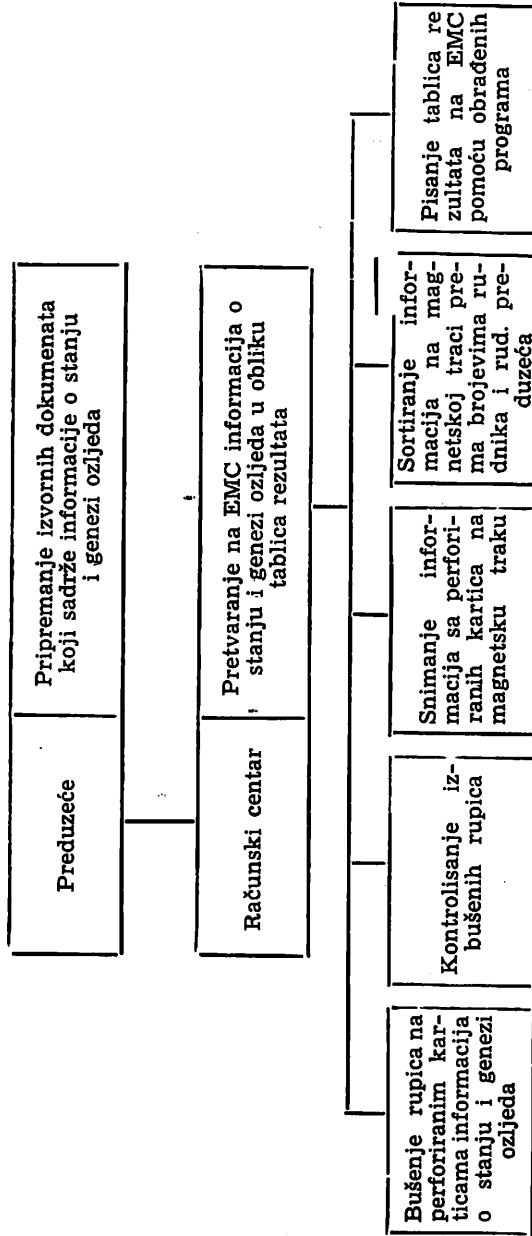 Preduzeće
Pripremanje izvornih dokumenata
koji sadrže informacije o stanju
i genezi ozljeda
Računski centar
Pretvaranje na EMC informacija o
stanju i genezi ozljeda u obliku
tablica rezultata
Bušenje rupica na
perforiranim kar-
ticama informacija
o stanju i genezi
ozljeda
Kontrolisanje iz-
bušenih rupica
Snimanje infor-
macija sa perfori-
ranih kartica na
magnetsku traku
Sortiranje infor-
macija na mag-
netskoj traci pre-
ma brojevima ru-
dnika i rud. pre-
duzeća
Pisanje tablica re
zultata na EMC
pomoću obrađenih
programa